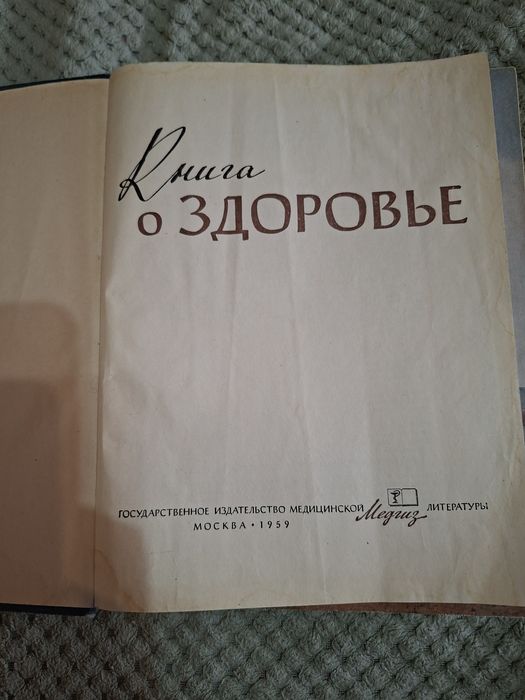 Книга
о ЗДОРОВЬЕ
ГОСУДАРСТВЕННОЕ ИЗДАТЕЛЬСТВО МЕДИЦИНСКОЙ Медгиз ЛИТЕРАТУРЫ
МОСКВА • 1959